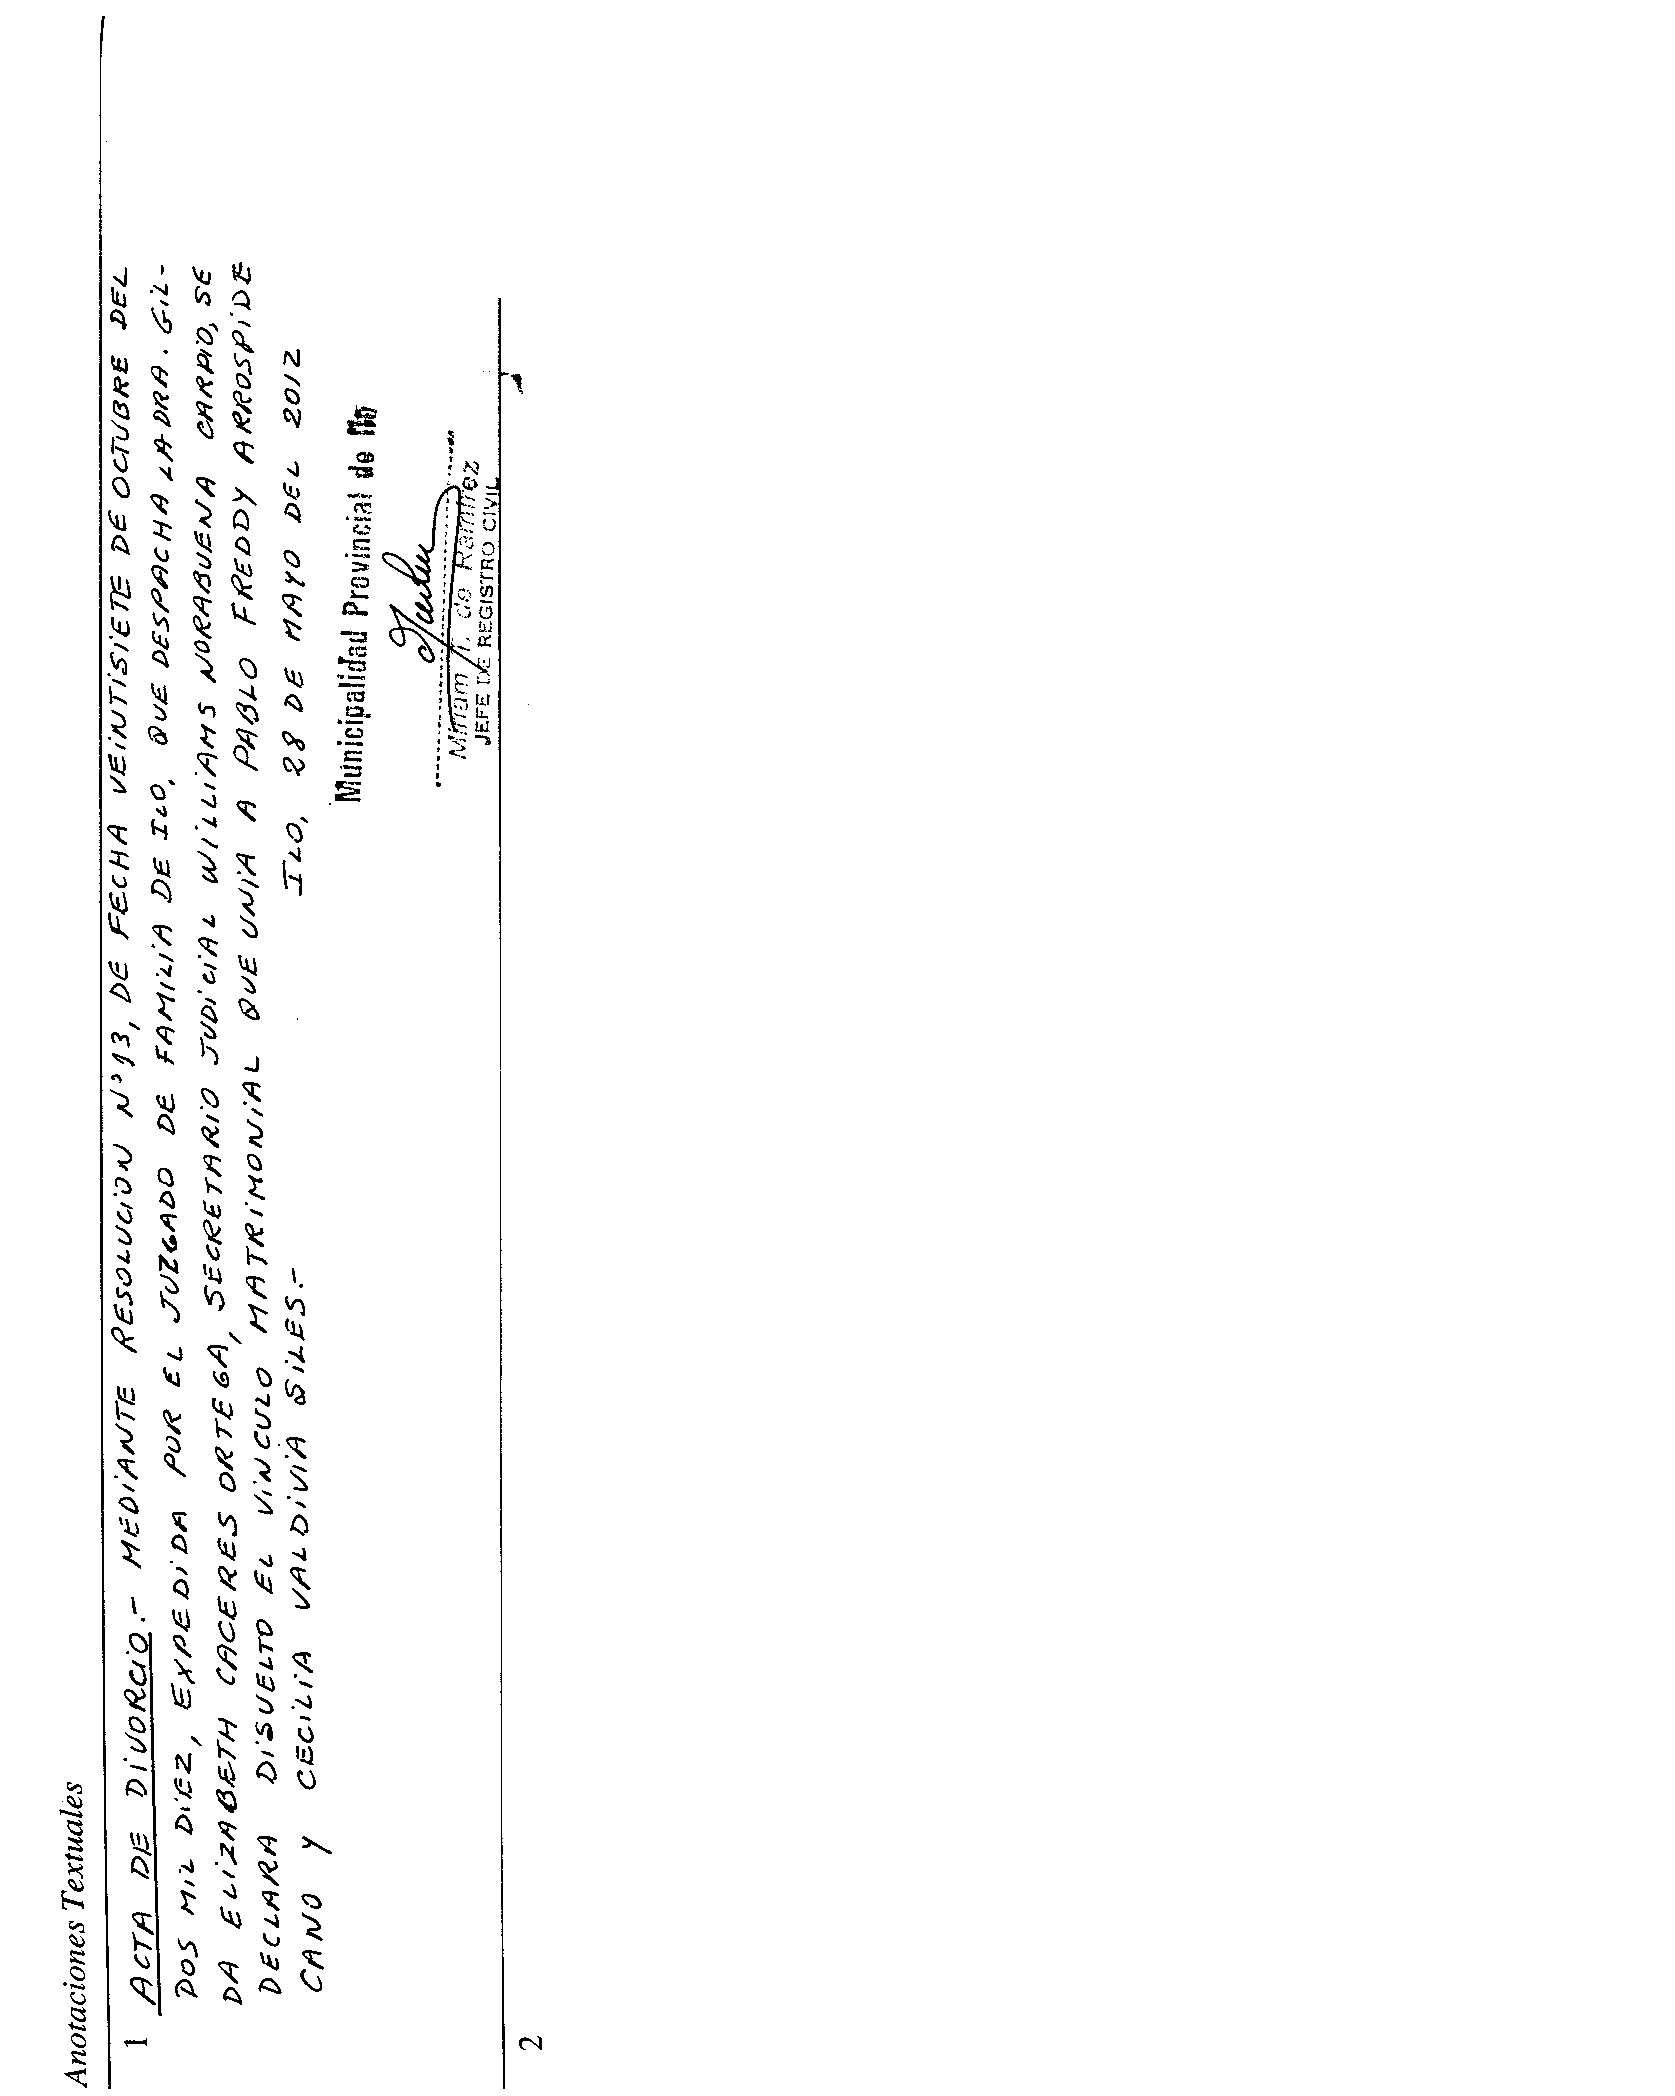 Anotaciones Textuales
1 ACTA DE DIVORCIO.- MEDIANTE RESOLUCION N° 13, DE FECHA VEINTISIETE DE OCTUBRE DEL
DOS MIL DIEZ, EXPEDIDA POR EL JUZGADO DE FAMILIA DE ILO, QUE DESPACHA LA DRA. GIL-
DA ELIZABETH CACERES ORTEGA, SECRETARIO JUDICIAL WILLIAMS NORABUENA CARPIO, SE
DECLARA DISUELTO EL VINCULO MATRIMONIAL QUE UNIA A PABLO FREDDY ARROSPIDE
CANO Y CECILIA VALDIVIA SILES.- ILO, 28 DE MAYO DEL 2012
Municipalidad Provincial de Ilo
de Ramirez
JEFE DE REGISTRO CIVIL
2